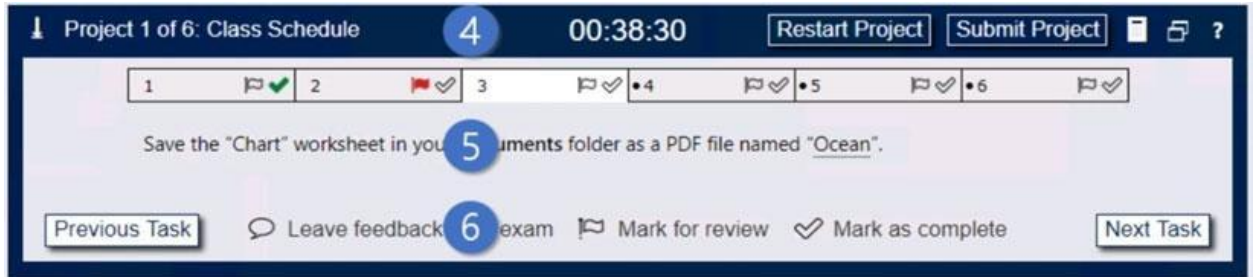 Project 1 of 6: Class Schedule 4 00:38:30 Restart Project Submit Project ?
1 2 3 •4 •5 •6
Save the "Chart" worksheet in you 5 uments folder as a PDF file named "Ocean".
Previous Task Leave feedback 6 exam Mark for review Mark as complete Next Task